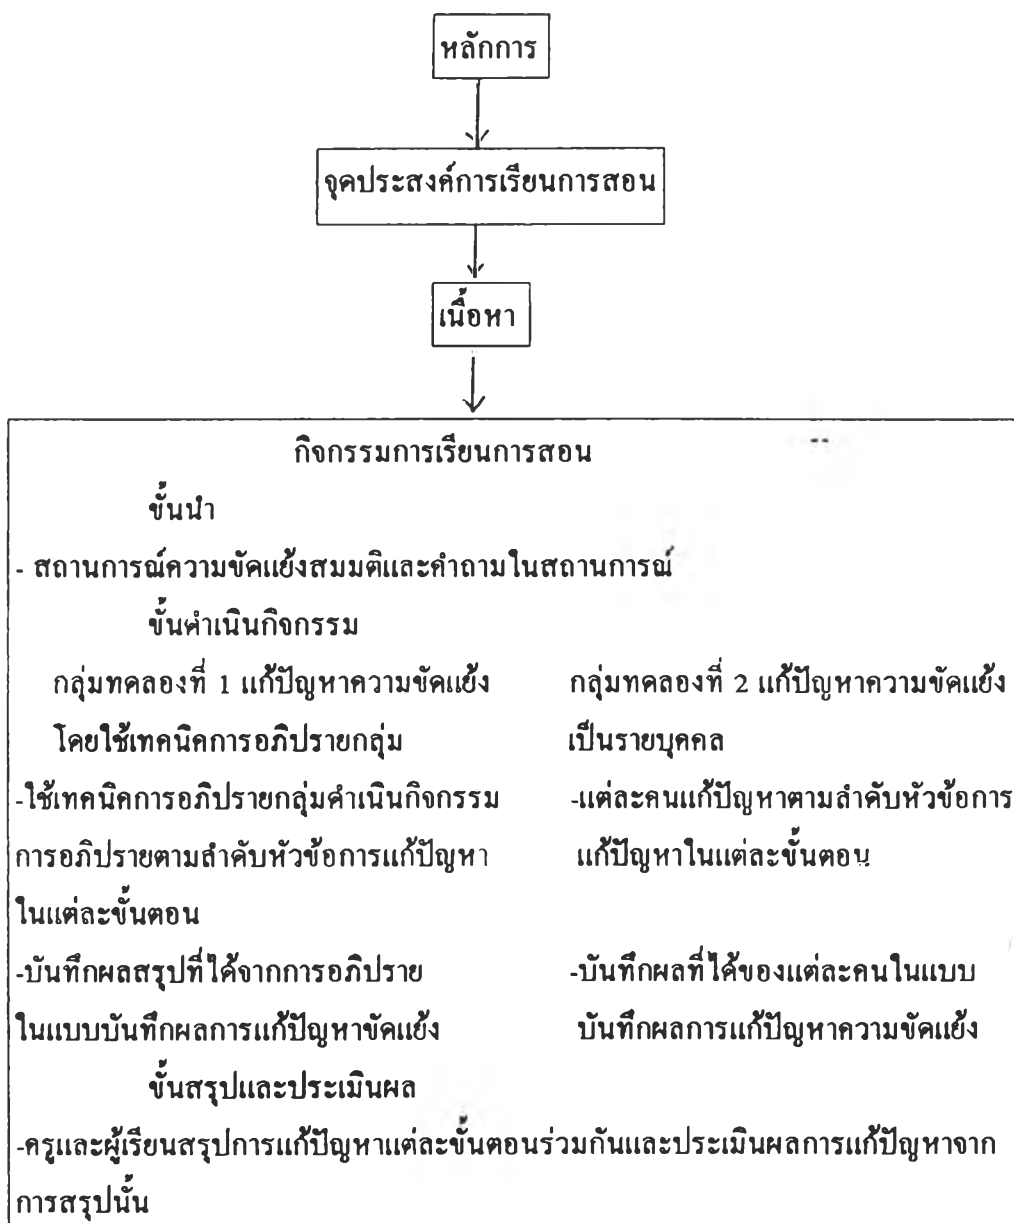 หลักการ
จุดประสงค์การเรียนการสอน
เนื้อหา
กิจกรรมการเรียนการสอน
ขั้นนำ
- สถานการณ์ความขัดแย้งสมมติและคำถามในสถานการณ์
ขั้นดำเนินกิจกรรม
กลุ่มทดลองที่ 1 แก้ปัญหาความขัดแย้ง
โดยใช้เทคนิคการอภิปรายกลุ่ม
-ใช้เทคนิคการอภิปรายกลุ่มดำเนินกิจกรรม
การอภิปรายตามลำดับหัวข้อการแก้ปัญหา
ในแต่ละขั้นตอน
-บันทึกผลสรุปที่ได้จากการอภิปราย
ในแบบบันทึกผลการแก้ปัญหาขัดแย้ง
กลุ่มทดลองที่ 2 แก้ปัญหาความขัดแย้ง
เป็นรายบุคคล
-แต่ละคนแก้ปัญหาตามลำดับหัวข้อการ
แก้ปัญหาในแต่ละขั้นตอน
-บันทึกผลที่ได้ของแต่ละคนในแบบ
บันทึกผลการแก้ปัญหาความขัดแย้ง
ขั้นสรุปและประเมินผล
-ครูและผู้เรียนสรุปการแก้ปัญหาแต่ละขั้นตอนร่วมกันและประเมินผลการแก้ปัญหาจาก
การสรุปนั้น